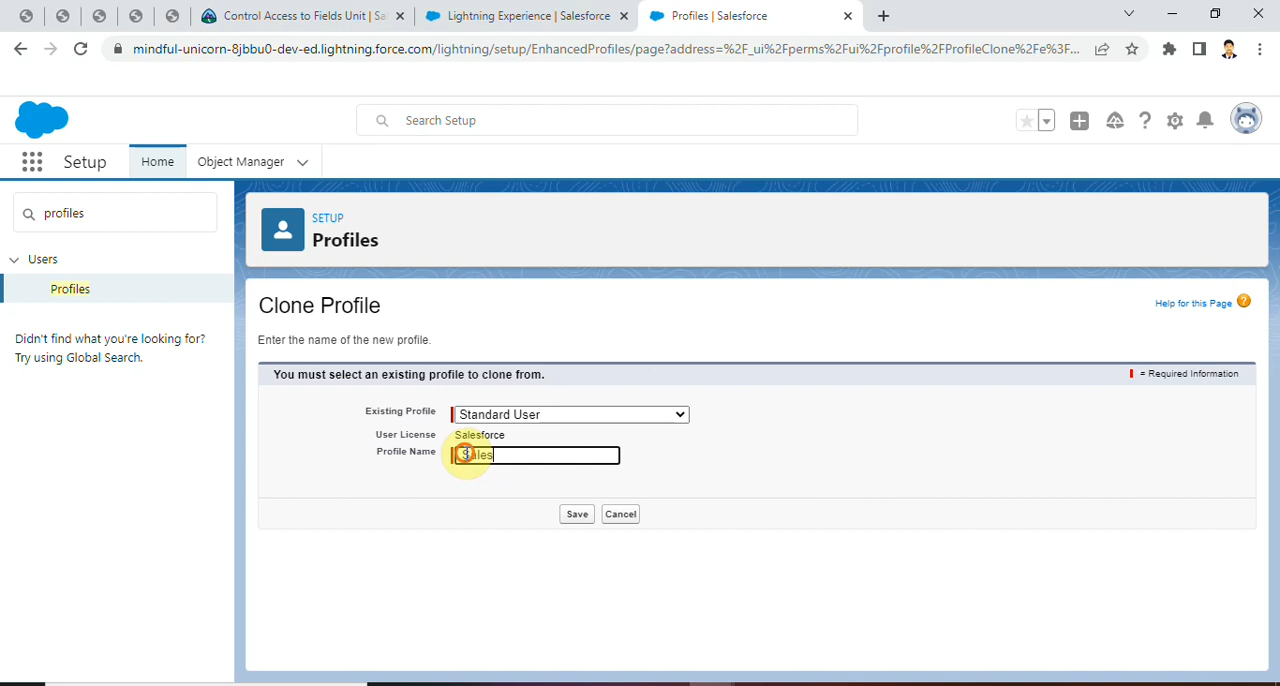 Control Access to Fields Unit | Sa
Lightning Experience | Salesforce
Profiles | Salesforce
mindful-unicorn-8jbbu0-dev-ed.lightning.force.com/lightning/setup/EnhancedProfiles/page?address=%2F_ui%2Fperms%2Fui%2Fprofile%2FProfileClone%2Fe%3F...
Search Setup
Setup
Home
Object Manager
profiles
Users
Profiles
Didn't find what you're looking for?
Try using Global Search.
SETUP
Profiles
Clone Profile
Help for this Page
Enter the name of the new profile.
You must select an existing profile to clone from.
= Required Information
Existing Profile Standard User
User License Salesforce
Profile Name Sales
Save Cancel